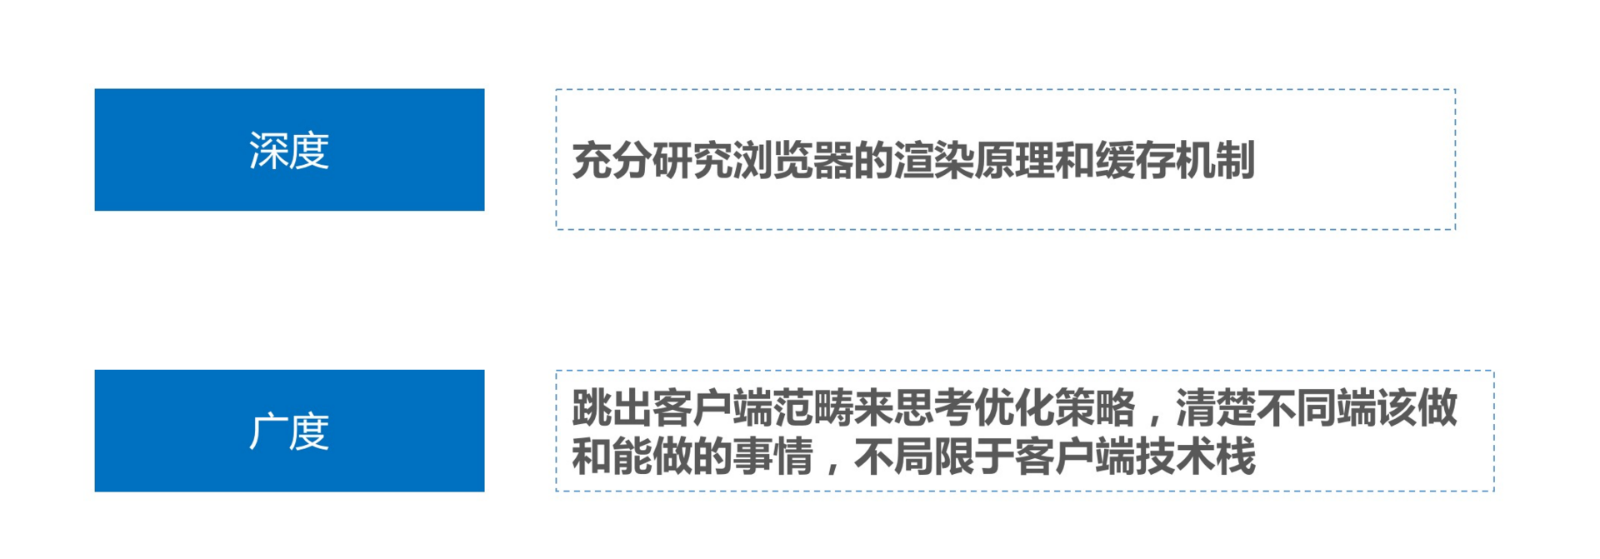 深度
充分研究浏览器的渲染原理和缓存机制
广度
跳出客户端范畴来思考优化策略，清楚不同端该做
和能做的事情，不局限于客户端技术栈